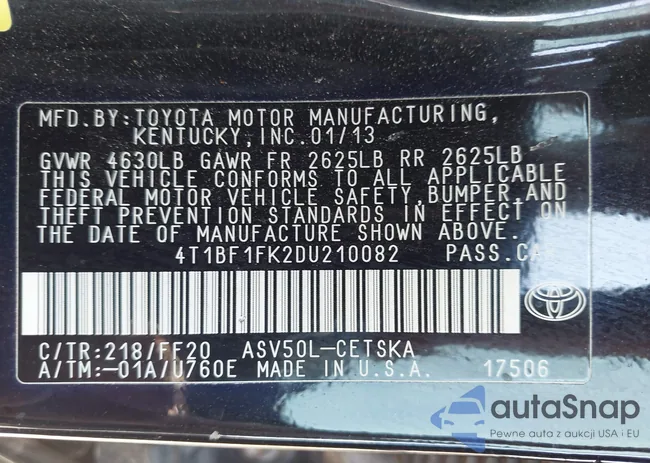 MFD.BY:TOYOTA MOTOR MANUFACTURING,
KENTUCKY,INC.01/13
GVWR 4630LB GAWR FR 2625LB RR 2625LB
THIS VEHICLE CONFORMS TO ALL APPLICABLE
FEDERAL MOTOR VEHICLE SAFETY,BUMPER,AND
THEFT PREVENTION STANDARDS IN EFFECT ON
THE DATE OF MANUFACTURE SHOWN ABOVE.
4T1BF1FK2DU210082 PASS.CA
C/TR:218/FF20 ASV50L-CETSKA
A/TM:-01A/U760E MADE IN U.S.A. 17506
autaSnap
Pewne auta z aukcji USA i EU